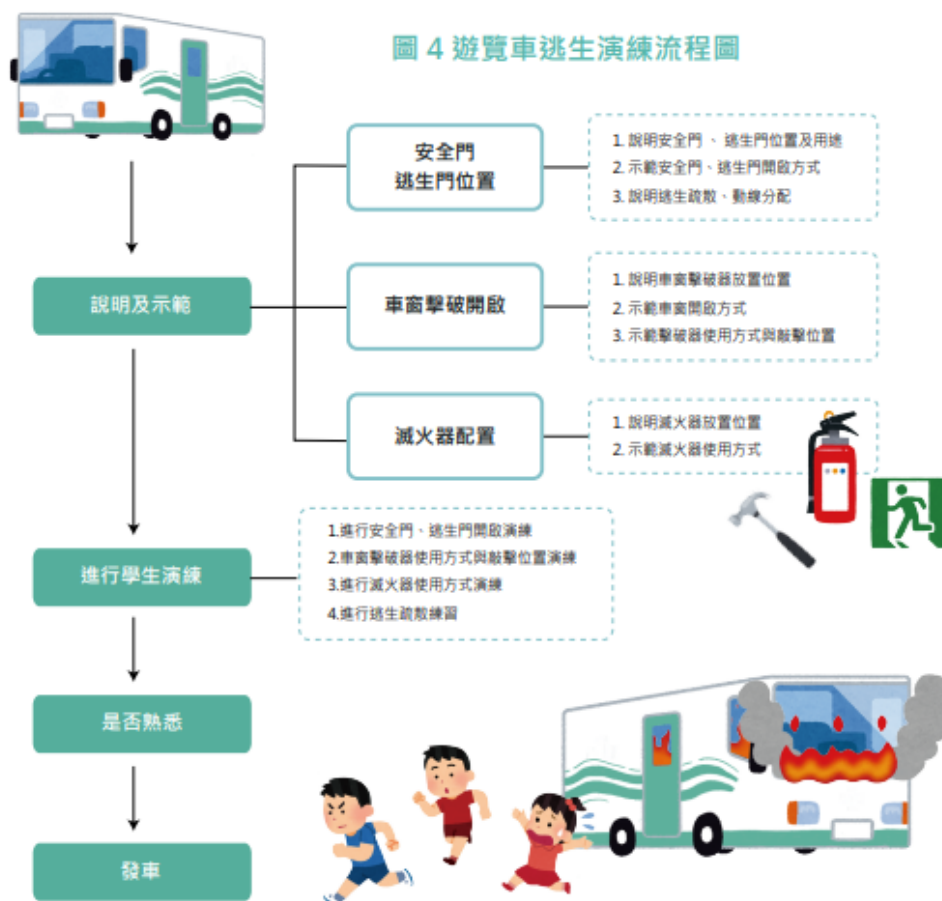 圖 4 遊覽車逃生演練流程圖
安全門
逃生門位置
1. 說明安全門 、 逃生門位置及用途
2. 示範安全門、逃生門開啟方式
3. 說明逃生疏散、動線分配
說明及示範
車窗擊破開啟
1. 說明車窗擊破器放置位置
2. 示範車窗開啟方式
3. 示範擊破器使用方式與敲擊位置
滅火器配置
1. 說明滅火器放置位置
2. 示範滅火器使用方式
進行學生演練
1.進行安全門、逃生門開啟演練
2.車窗擊破器使用方式與敲擊位置演練
3.進行滅火器使用方式演練
4.進行逃生疏散練習
是否熟悉
發車